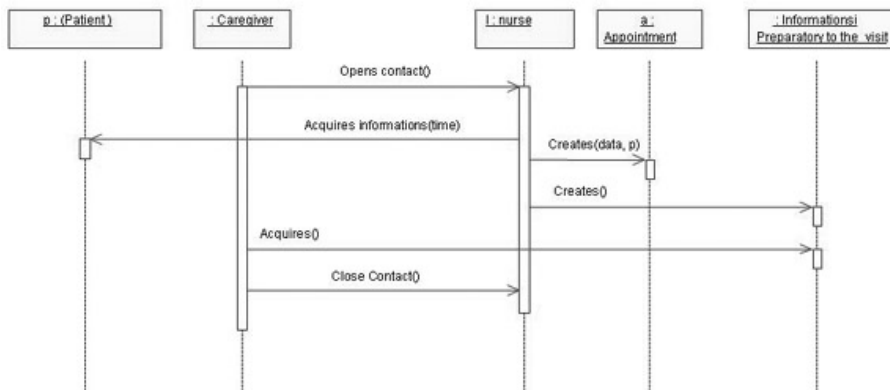 p : (Patient )
: Caregiver
l : nurse
a :
Appointment
: Informationsi
Preparatory to the visit
Opens contact()
Acquires informations(time)
Creates(data, p)
Creates()
Acquires()
Close Contact()